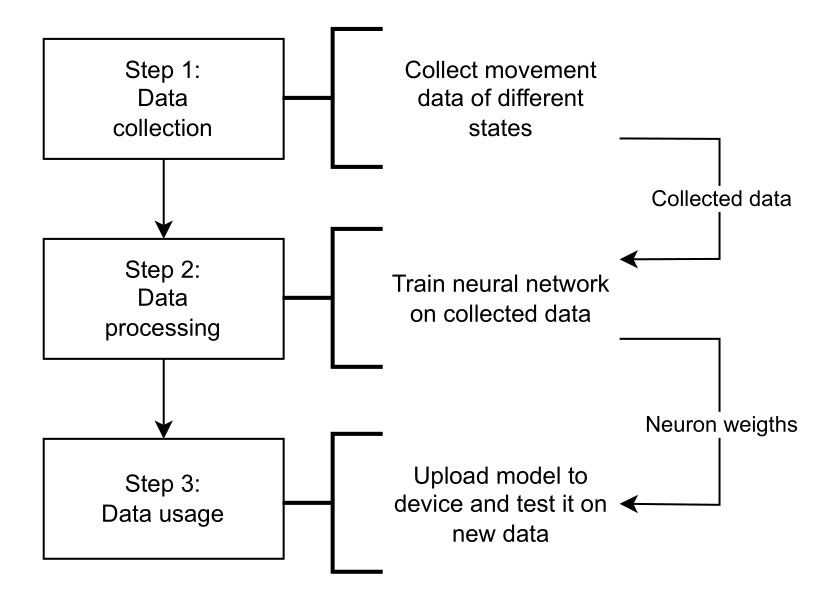 Step 1:
Data
collection
Collect movement
data of different
states
Collected data
Step 2:
Data
processing
Train neural network
on collected data
Neuron weigths
Step 3:
Data usage
Upload model to
device and test it on
new data